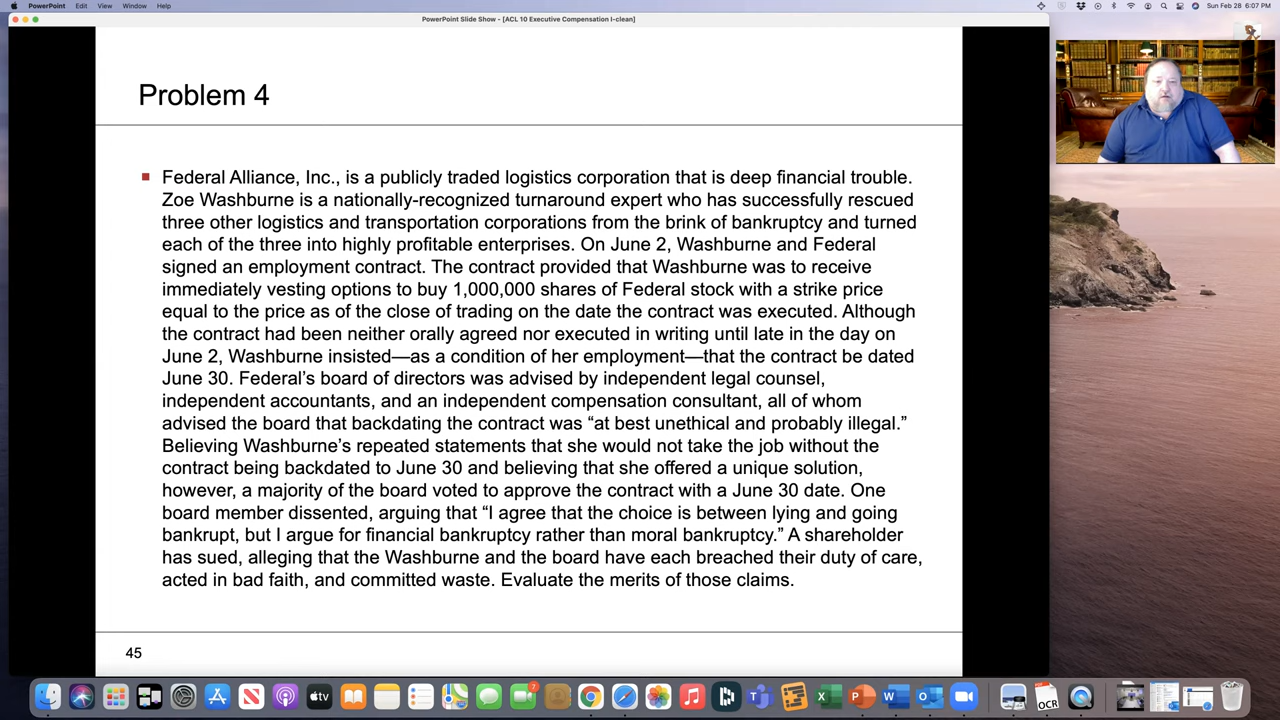 PowerPoint Edit View Window Help
Sun Feb 28 6:07 PM
PowerPoint Slide Show - [ACL 10 Executive Compensation I-clean]
Problem 4
Federal Alliance, Inc., is a publicly traded logistics corporation that is deep financial trouble.
Zoe Washburne is a nationally-recognized turnaround expert who has successfully rescued
three other logistics and transportation corporations from the brink of bankruptcy and turned
each of the three into highly profitable enterprises. On June 2, Washburne and Federal
signed an employment contract. The contract provided that Washburne was to receive
immediately vesting options to buy 1,000,000 shares of Federal stock with a strike price
equal to the price as of the close of trading on the date the contract was executed. Although
the contract had been neither orally agreed nor executed in writing until late in the day on
June 2, Washburne insisted—as a condition of her employment—that the contract be dated
June 30. Federal’s board of directors was advised by independent legal counsel,
independent accountants, and an independent compensation consultant, all of whom
advised the board that backdating the contract was “at best unethical and probably illegal.”
Believing Washburne’s repeated statements that she would not take the job without the
contract being backdated to June 30 and believing that she offered a unique solution,
however, a majority of the board voted to approve the contract with a June 30 date. One
board member dissented, arguing that “I agree that the choice is between lying and going
bankrupt, but I argue for financial bankruptcy rather than moral bankruptcy.” A shareholder
has sued, alleging that the Washburne and the board have each breached their duty of care,
acted in bad faith, and committed waste. Evaluate the merits of those claims.
45
tv
OCR